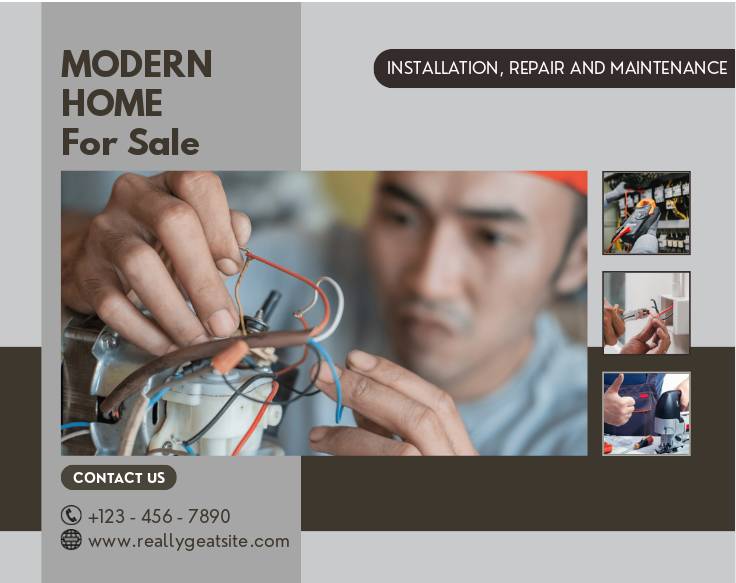 MODERN
HOME
For Sale
INSTALLATION, REPAIR AND MAINTENANCE
CONTACT US
+123 - 456 - 7890
www.reallygeatsite.com